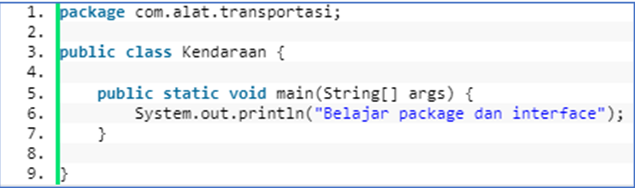 1. package com.alat.transportasi;
2.
3. public class Kendaraan {
4.
5.     public static void main(String[] args) {
6.         System.out.println("Belajar package dan interface");
7.     }
8.
9. }